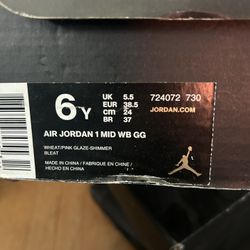 6Y
UK 5.5
EUR 38.5
cm 24
BR 37
724072 730
JORDAN.COM
AIR JORDAN 1 MID WB GG
WHEAT/PINK GLAZE-SHIMMER
BLEAT
MADE IN CHINA / FABRIQUE EN CHINE /
HECHO EN CHINA